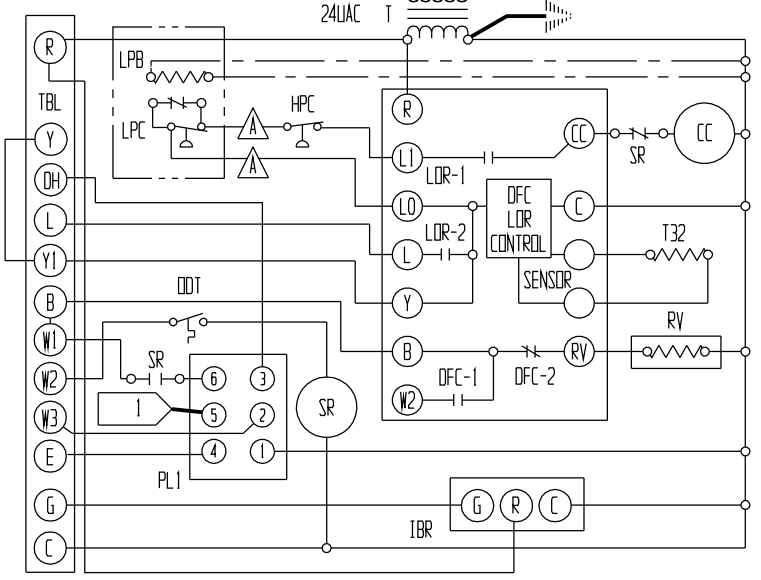 24VAC T
R
LPB
TBL
HPC
R
LPC
A
CC
CC
Y
SR
L1
A
LOR-1
DH
DFC
LOR
CONTROL
LO
C
L
LOR-2
T32
Y1
L
SENSOR
ODT
B
Y
RV
W1
SR
B
RV
W2
6
3
DFC-1
DFC-2
1
SR
W2
W3
5
2
E
4
1
PL1
G
G
R
C
IBR
C